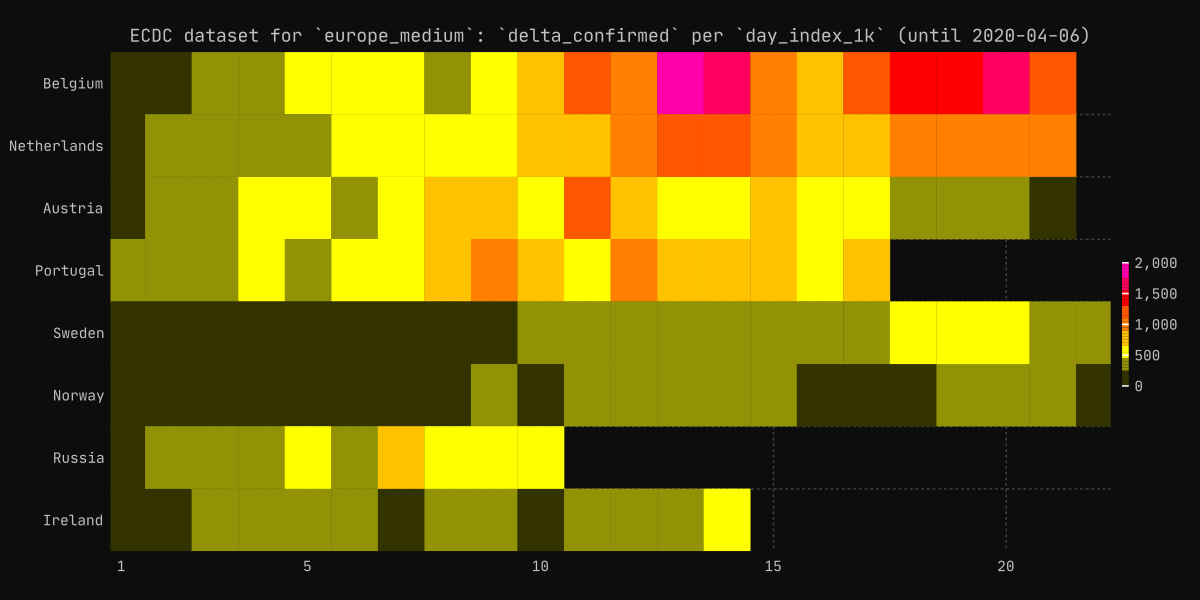 ECDC dataset for `europe_medium`: `delta_confirmed` per `day_index_1k` (until 2020-04-06)
Belgium
Netherlands
Austria
Portugal
Sweden
Norway
Russia
Ireland
2,000
1,500
1,000
500
0
1 5 10 15 20